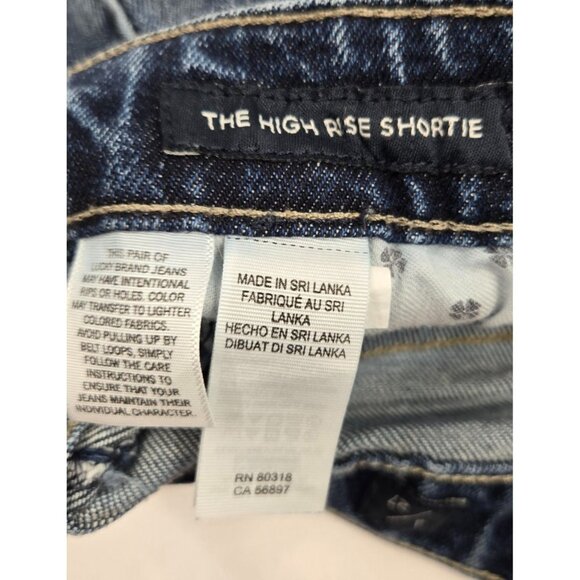 THE HIGH RISE SHORTIE
THIS PAIR OF
LUCKY BRAND JEANS
MAY HAVE INTENTIONAL
RIPS OR HOLES. COLOR
MAY TRANSFER TO LIGHTER
COLORED FABRICS.
AVOID PULLING UP BY
BELT LOOPS, SIMPLY
FOLLOW THE CARE
INSTRUCTIONS TO
ENSURE THAT YOUR
JEANS MAINTAIN THEIR
INDIVIDUAL CHARACTER.
MADE IN SRI LANKA
FABRIQUÉ AU SRI
LANKA
HECHO EN SRI LANKA
DIBUAT DI SRI LANKA
RN 80318
CA 56897